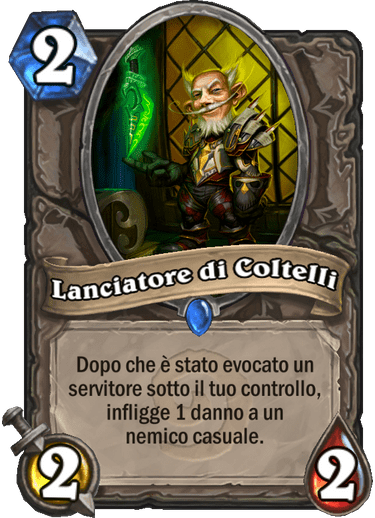 2
Lanciatore di Coltelli
Dopo che è stato evocato un
servitore sotto il tuo controllo,
infligge 1 danno a un
nemico casuale.
2
2